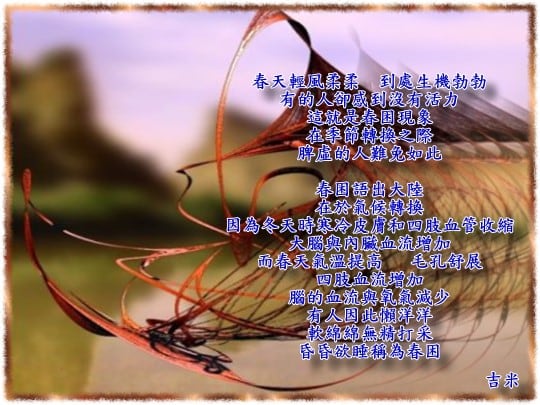 春天輕風柔柔　到處生機勃勃
有的人卻感到沒有活力
這就是春困現象
在季節轉換之際
脾虛的人難免如此
春困語出大陸
在於氣候轉換
因為冬天時寒冷皮膚和四肢血管收縮
大腦與內臟血流增加
而春天氣溫提高　毛孔舒展
四肢血流增加
腦的血流與氧氣減少
有人因此懶洋洋
軟綿綿無精打采
昏昏欲睡稱為春困
吉米